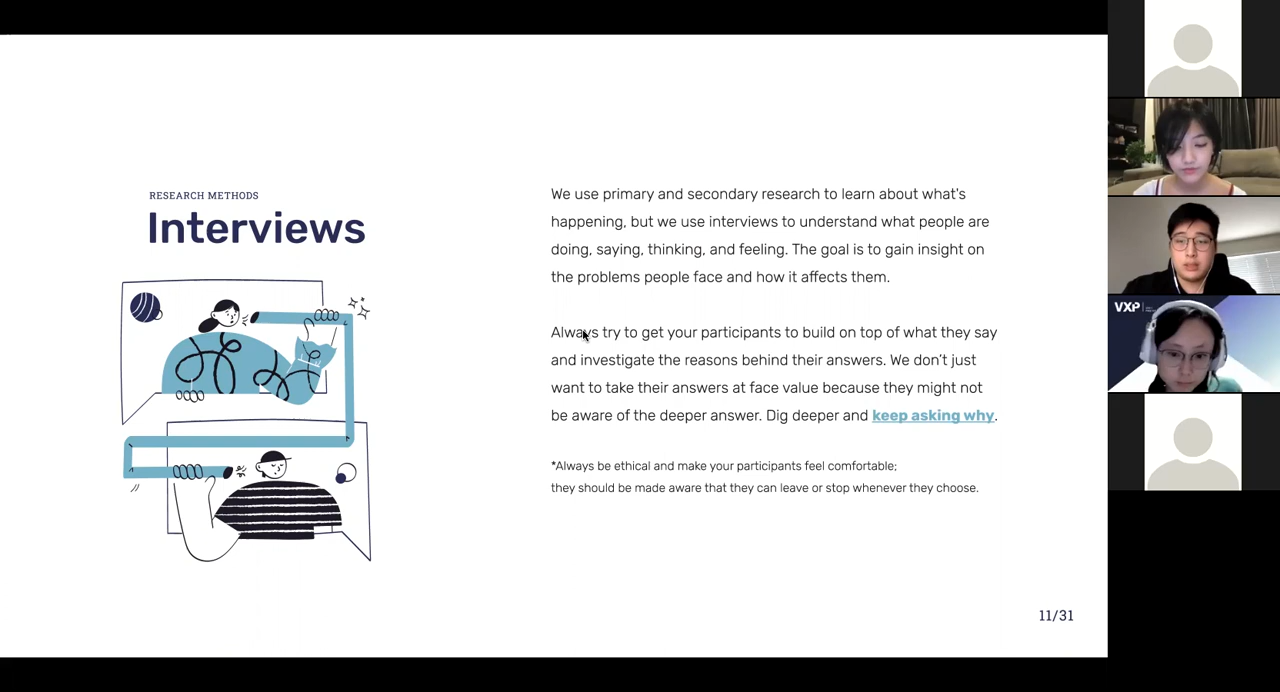 RESEARCH METHODS
Interviews
We use primary and secondary research to learn about what's
happening, but we use interviews to understand what people are
doing, saying, thinking, and feeling. The goal is to gain insight on
the problems people face and how it affects them.
Always try to get your participants to build on top of what they say
and investigate the reasons behind their answers. We don’t just
want to take their answers at face value because they might not
be aware of the deeper answer. Dig deeper and keep asking why.
*Always be ethical and make your participants feel comfortable;
they should be made aware that they can leave or stop whenever they choose.
11/31
VXP